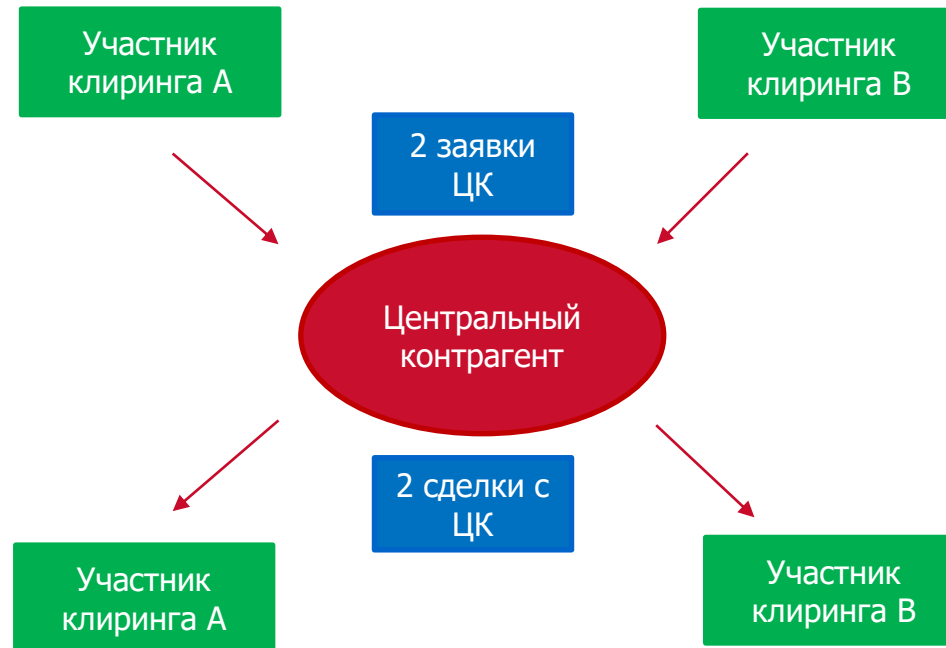 Участник
клиринга А
Участник
клиринга В
2 заявки
ЦК
Центральный
контрагент
2 сделки с
ЦК
Участник
клиринга А
Участник
клиринга В